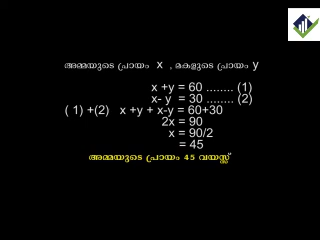 അമ്മയുടെ പ്രായം x , മകളുടെ പ്രായം y
x +y = 60 ........ (1)
x- y = 30 ........ (2)
( 1) +(2) x +y + x-y = 60+30
2x = 90
x = 90/2
= 45
അമ്മയുടെ പ്രായം 45 വയസ്സ്